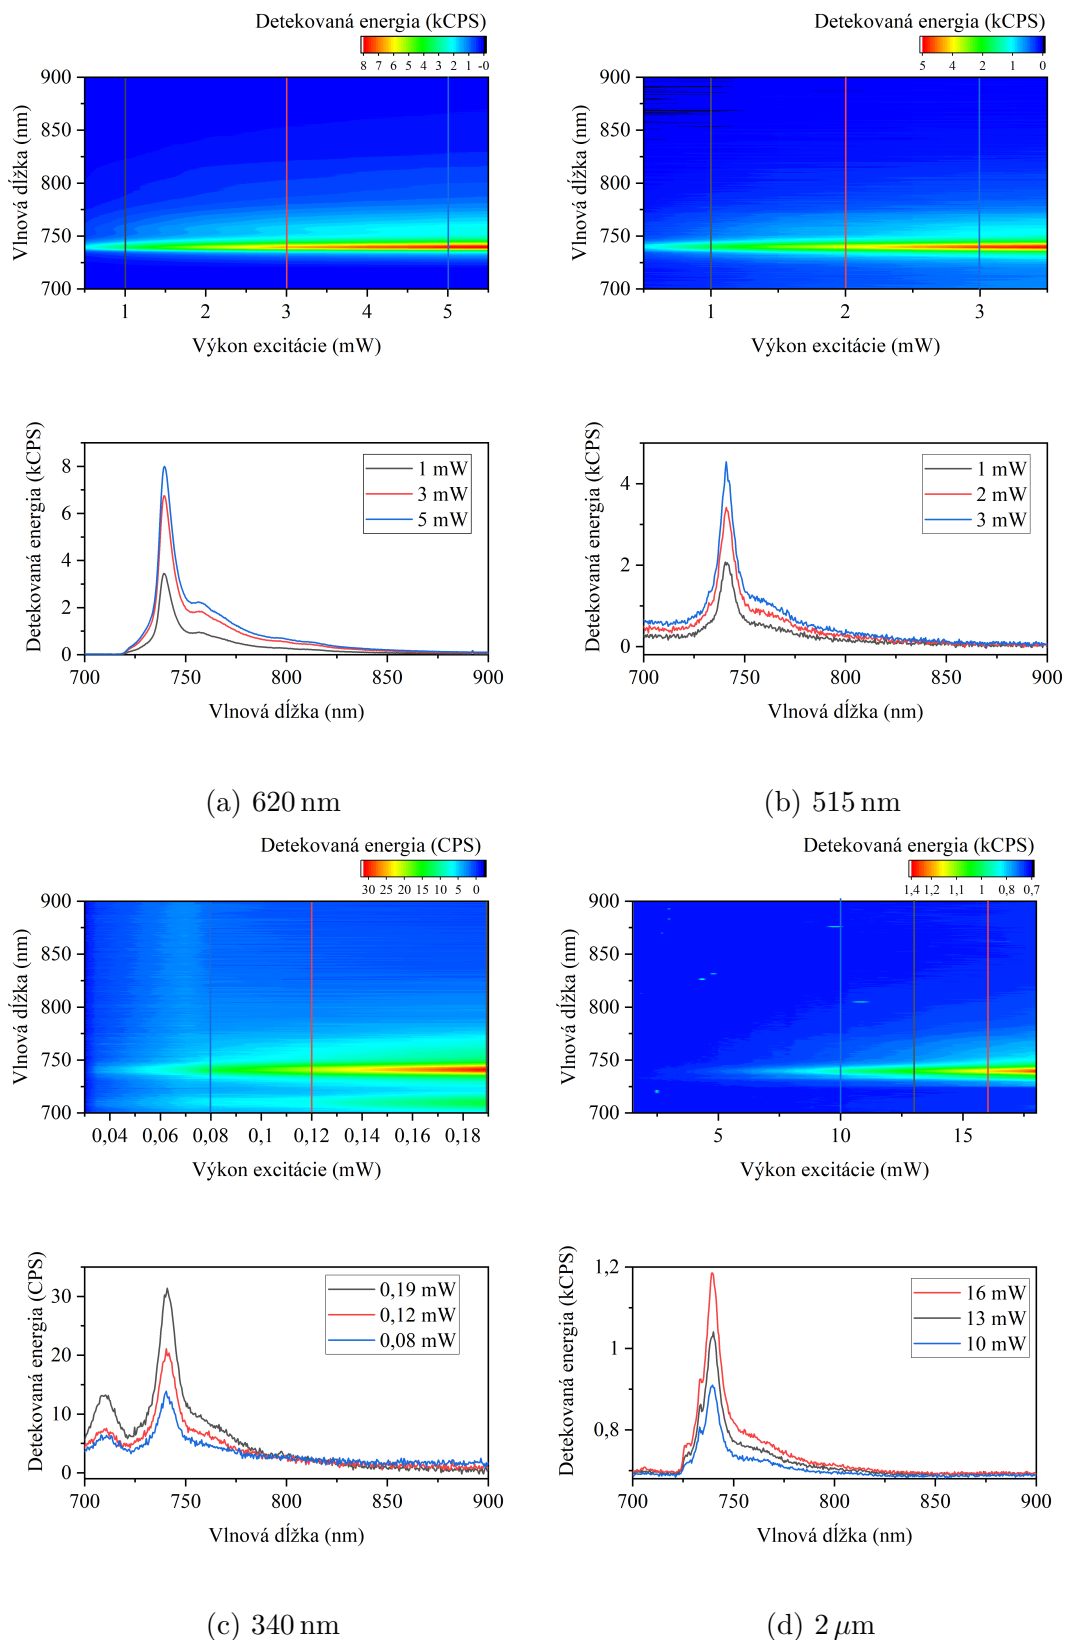 Detekovaná energia (kCPS)
8 7 6 5 4 3 2 1 -0
900
850
800
750
700
Vlnová dĺžka (nm)
1 2 3 4 5
Výkon excitácie (mW)
8
6
4
2
0
Detekovaná energia (kCPS)
1 mW
3 mW
5 mW
700 750 800 850 900
Vlnová dĺžka (nm)
(a) 620 nm
Detekovaná energia (kCPS)
5 4 2 1 0
900
850
800
750
700
Vlnová dĺžka (nm)
1 2 3
Výkon excitácie (mW)
4
2
0
Detekovaná energia (kCPS)
1 mW
2 mW
3 mW
700 750 800 850 900
Vlnová dĺžka (nm)
(b) 515 nm
Detekovaná energia (CPS)
30 25 20 15 10 5 0
900
850
800
750
700
Vlnová dĺžka (nm)
0,04 0,06 0,08 0,1 0,12 0,14 0,16 0,18
Výkon excitácie (mW)
30
20
10
0
Detekovaná energia (CPS)
0,19 mW
0,12 mW
0,08 mW
700 750 800 850 900
Vlnová dĺžka (nm)
(c) 340 nm
Detekovaná energia (kCPS)
1,4 1,2 1,1 1 0,8 0,7
900
850
800
750
700
Vlnová dĺžka (nm)
5 10 15
Výkon excitácie (mW)
1,2
1
0,8
Detekovaná energia (kCPS)
16 mW
13 mW
10 mW
700 750 800 850 900
Vlnová dĺžka (nm)
(d) 2 μm